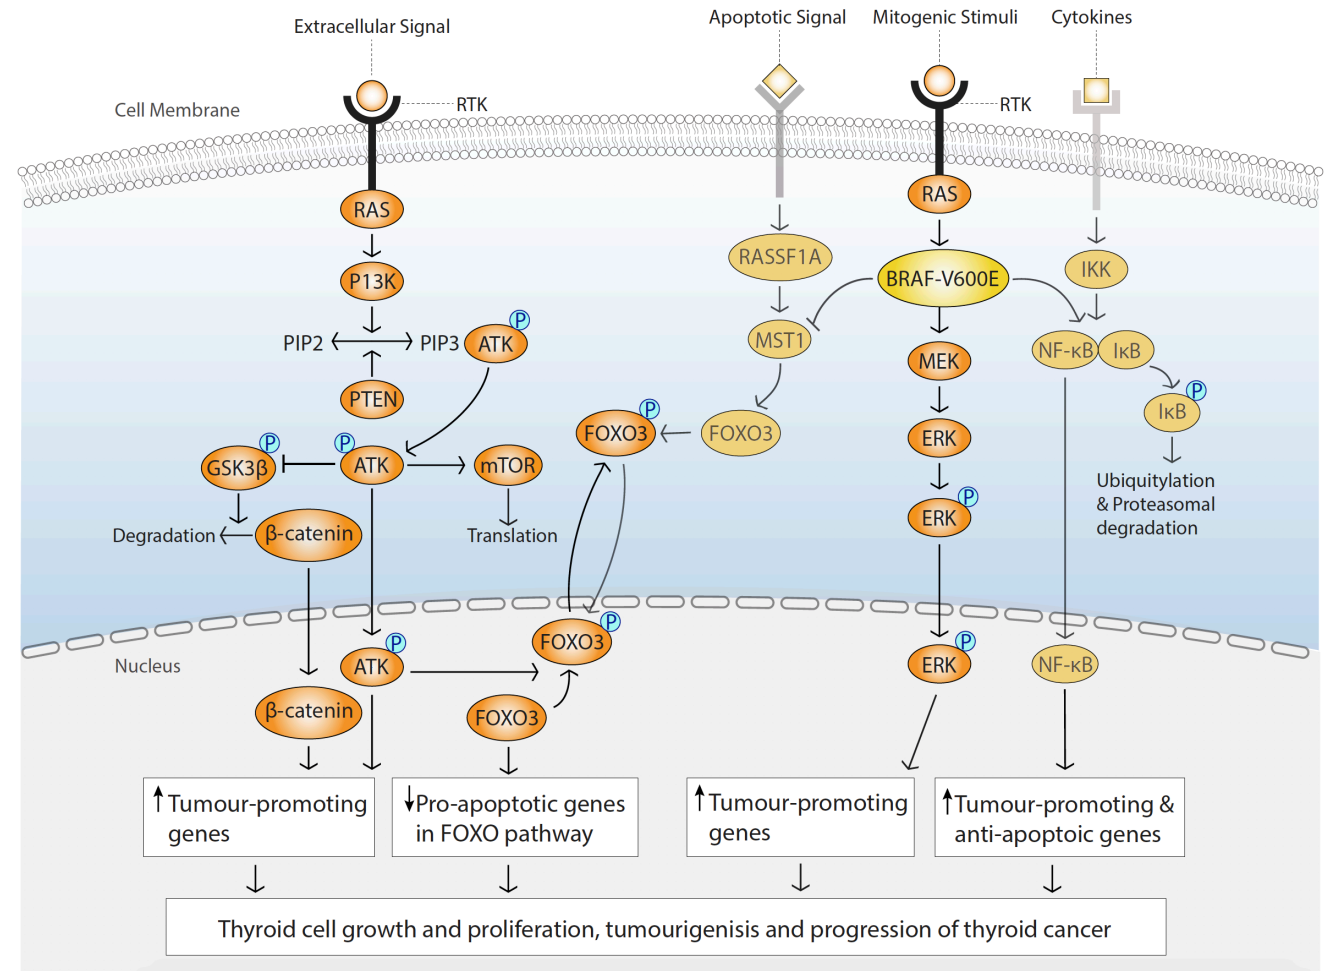 Extracellular Signal
Apoptotic Signal
Mitogenic Stimuli
Cytokines
Cell Membrane
RTK
RTK
RAS
P13K
PIP2
PIP3
ATK
P
PTEN
GSK3β
P
ATK
P
mTOR
Degradation
β-catenin
Translation
RASSF1A
MST1
FOXO3
P
FOXO3
RAS
BRAF-V600E
MEK
ERK
ERK
P
IKK
NF-κB
IκB
IκB
P
Ubiquitylation
& Proteasomal
degradation
Nucleus
β-catenin
ATK
P
FOXO3
P
FOXO3
ERK
P
NF-κB
Tumour-promoting
genes
Pro-apoptotic genes
in FOXO pathway
Tumour-promoting
genes
Tumour-promoting &
anti-apoptoic genes
Thyroid cell growth and proliferation, tumourigenisis and progression of thyroid cancer